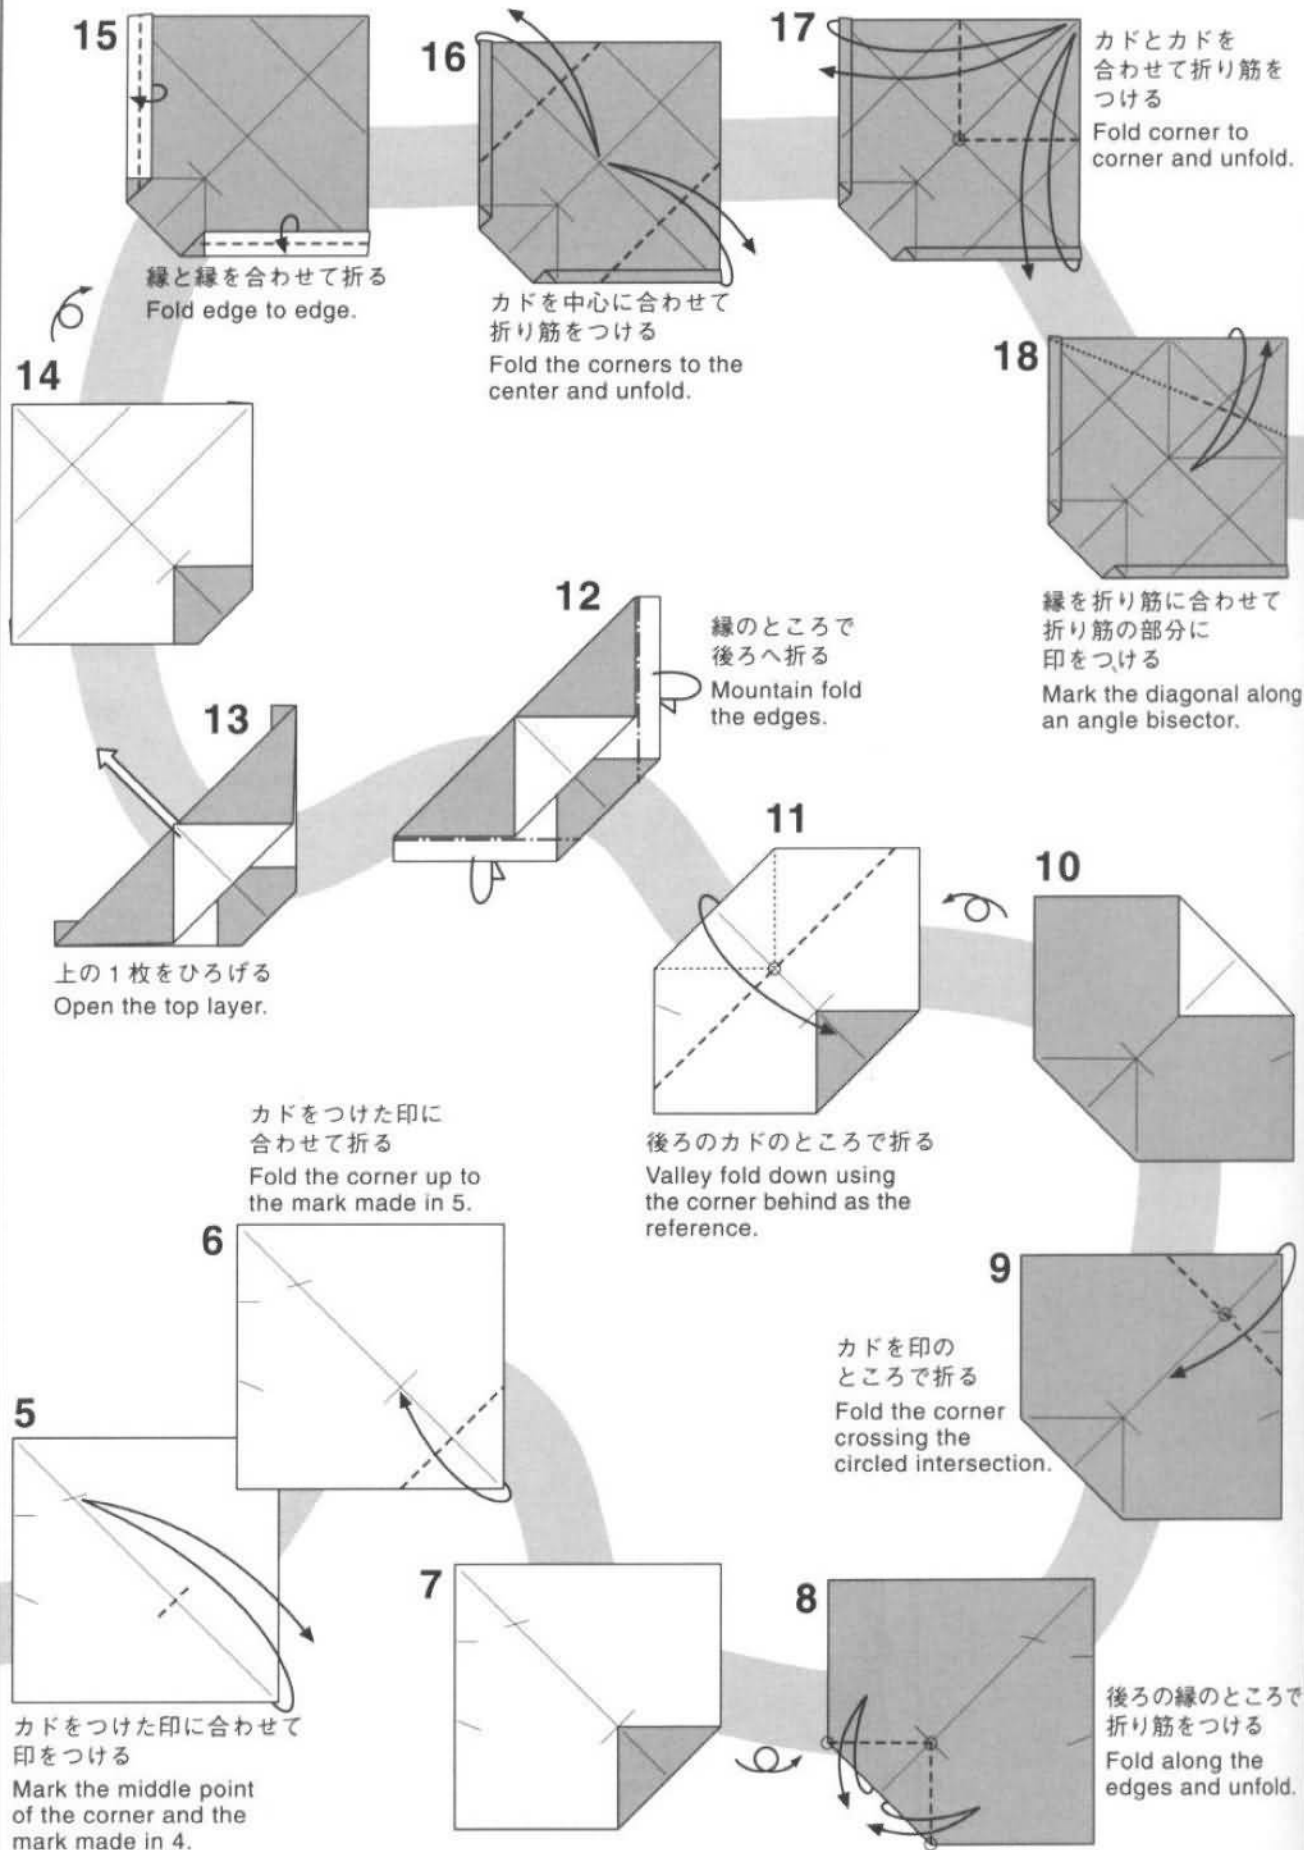 5
カドをつけた印に合わせて
印をつける
Mark the middle point
of the corner and the
mark made in 4.
カドをつけた印に
合わせて折る
Fold the corner up to
the mark made in 5.
6
7
8
後ろの縁のところで
折り筋をつける
Fold along the
edges and unfold.
9
カドを印の
ところで折る
Fold the corner
crossing the
circled intersection.
10
11
後ろのカドのところで折る
Valley fold down using
the corner behind as the
reference.
12
縁のところで
後ろへ折る
Mountain fold
the edges.
13
上の1枚をひろげる
Open the top layer.
14
15
縁と縁を合わせて折る
Fold edge to edge.
16
カドを中心に合わせて
折り筋をつける
Fold the corners to the
center and unfold.
17
カドとカドを
合わせて折り筋を
つける
Fold corner to
corner and unfold.
18
縁を折り筋に合わせて
折り筋の部分に
印をつける
Mark the diagonal along
an angle bisector.